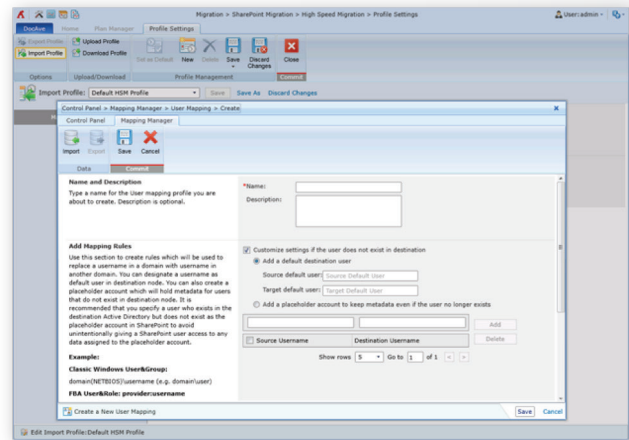 Migration > SharePoint Migration > High Speed Migration > Profile Settings
User: admin
DocAve Home Plan Manager Profile Settings
Export Profile Upload Profile
Import Profile Download Profile
Set as Default New Delete Save Discard Changes Close
Options Upload/Download Profile Management Commit
Import Profile: Default HSM Profile Save Save As Discard Changes
Control Panel > Mapping Manager > User Mapping > Create
Control Panel Mapping Manager
Import Export Save Cancel
Data Commit
Name and Description
Type a name for the User mapping profile you are
about to create. Description is optional.
*Name:
Description:
Add Mapping Rules
Use this section to create rules which will be used to
replace a username in a domain with username in
another domain. You can designate a username as
default user in destination node. You can also create a
placeholder account which will hold metadata for users
that do not exist in destination node. It is
recommended that you specify a user who exists in the
destination Active Directory but does not exist as the
placeholder account in SharePoint to avoid
unintentionally giving a SharePoint user access to any
data assigned to the placeholder account.
Example:
Classic Windows User&Group:
domain(NETBIOS)\username (e.g. domain\user)
FBA User&Role: provider:username
Customize settings if the user does not exist in destination
Add a default destination user
Source default user: Source Default User
Target default user: Target Default User
Add a placeholder account to keep metadata even if the user no longer exists
Add
Source Username Destination Username Delete
Show rows 5 Go to 1 of 1
Create a New User Mapping Save Cancel
Edit Import Profile:Default HSM Profile